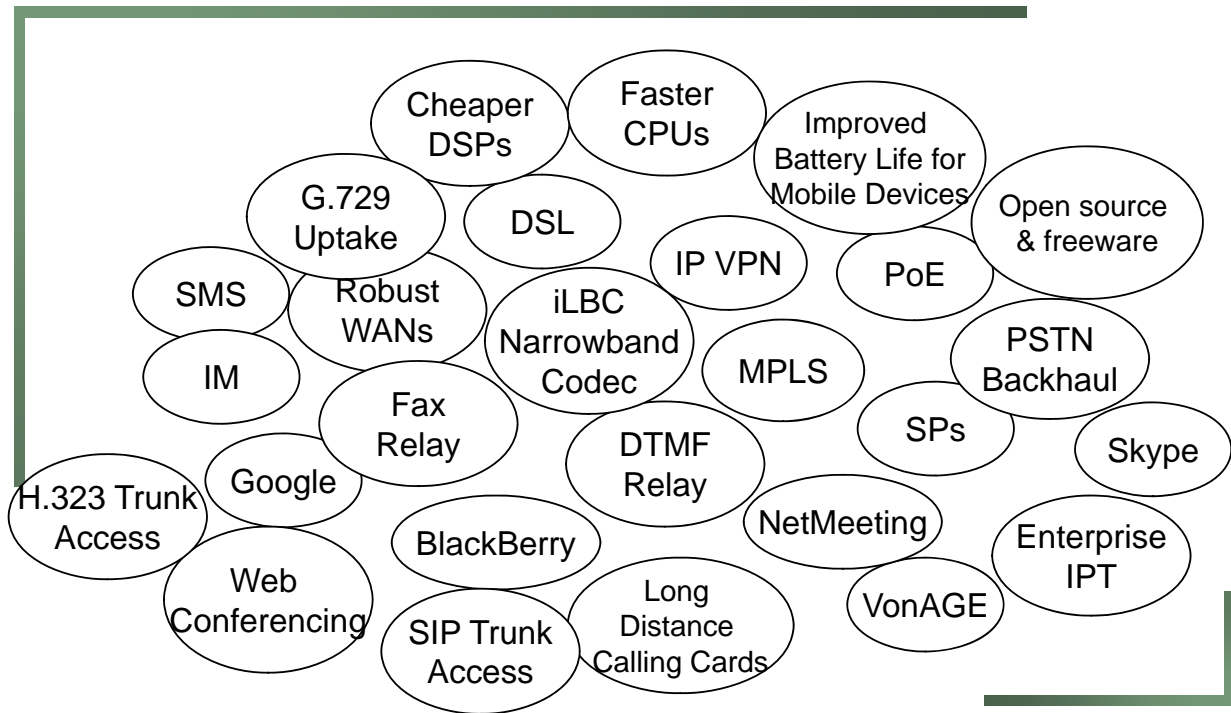 Cheaper
DSPs
Faster
CPUs
Improved
Battery Life for
Mobile Devices
G.729
Uptake
DSL
Open source
& freeware
IP VPN
PoE
SMS
Robust
WANs
iLBC
Narrowband
Codec
MPLS
PSTN
Backhaul
IM
Fax
Relay
SPs
DTMF
Relay
Skype
Google
H.323 Trunk
Access
BlackBerry
NetMeeting
Enterprise
IPT
Web
Conferencing
VonAGE
SIP Trunk
Access
Long
Distance
Calling Cards